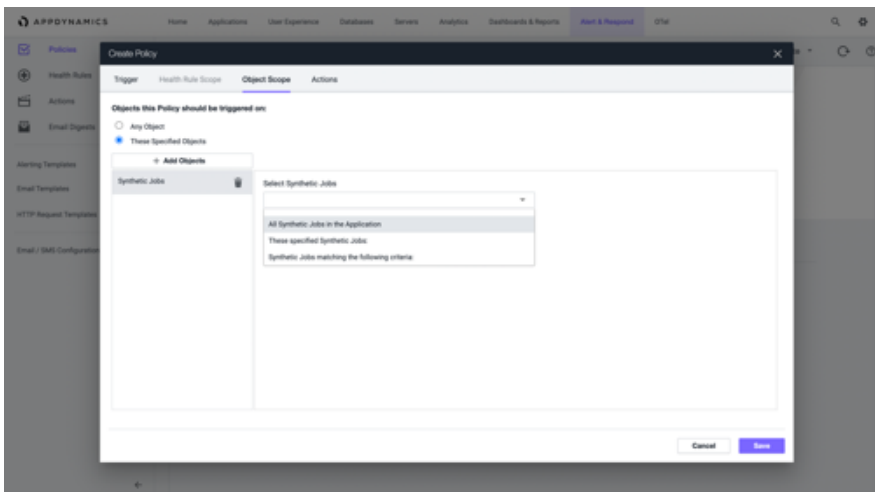 APPDYNAMICS
Home Applications User Experience Databases Servers Analytics Dashboards & Reports Alert & Respond OTel
Policies
Health Rules
Actions
Email Digests
Alerting Templates
Email Templates
HTTP Request Templates
Email / SMS Configuration
Create Policy
Trigger Health Rule Scope Object Scope Actions
Objects this Policy should be triggered on:
Any Object
These Specified Objects
+ Add Objects
Synthetic Jobs
Select Synthetic Jobs
All Synthetic Jobs in the Application
These specified Synthetic Jobs:
Synthetic Jobs matching the following criteria:
Cancel Save